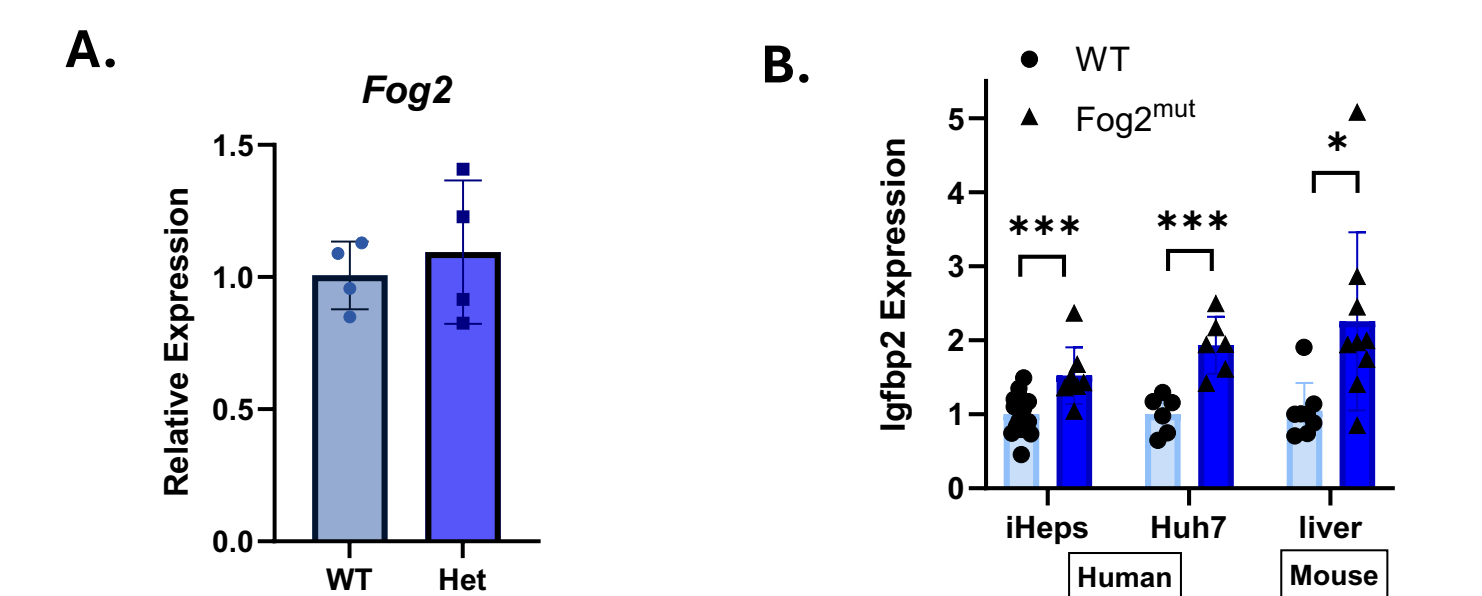 A.
Fog2
Relative Expression
1.5
1.0
0.5
0.0
WT
Het
B.
WT
Fog2mut
Igfbp2 Expression
5
4
3
2
1
0
***
***
*
iHeps
Huh7
liver
Human
Mouse